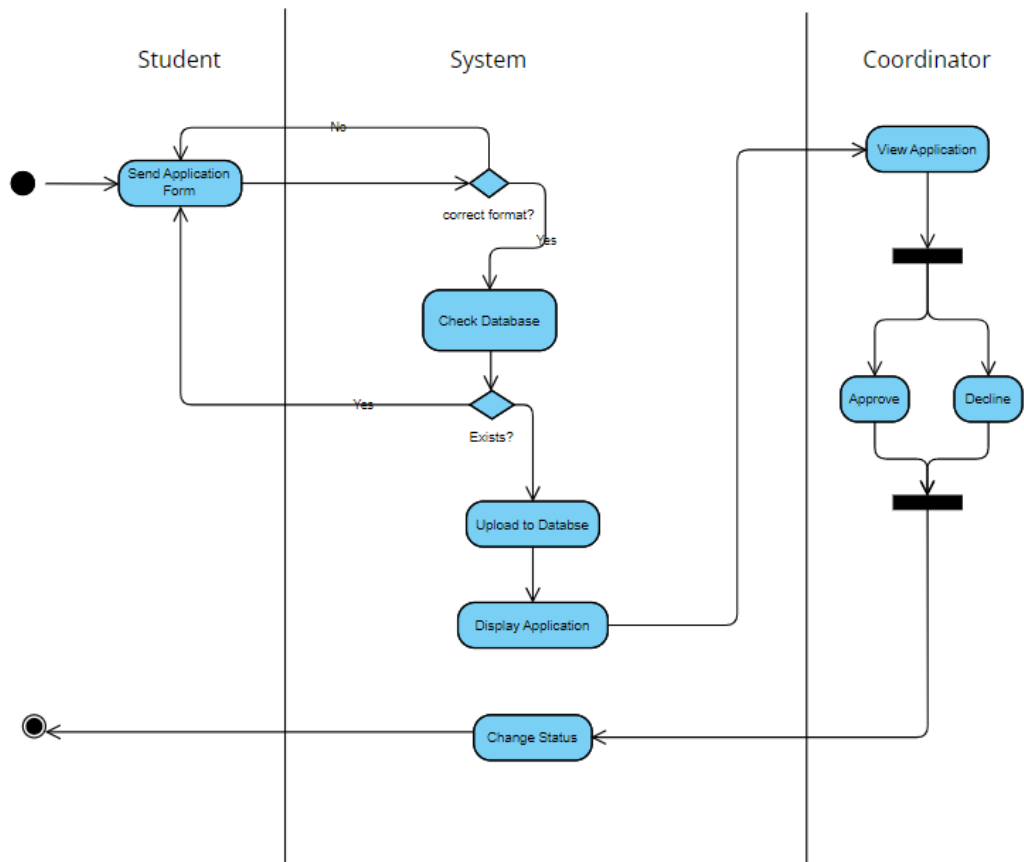 Student
System
Coordinator
No
View Application
Send Application
Form
correct format?
Yes
Check Database
Yes
Approve
Decline
Exists?
Upload to Databse
Display Application
Change Status